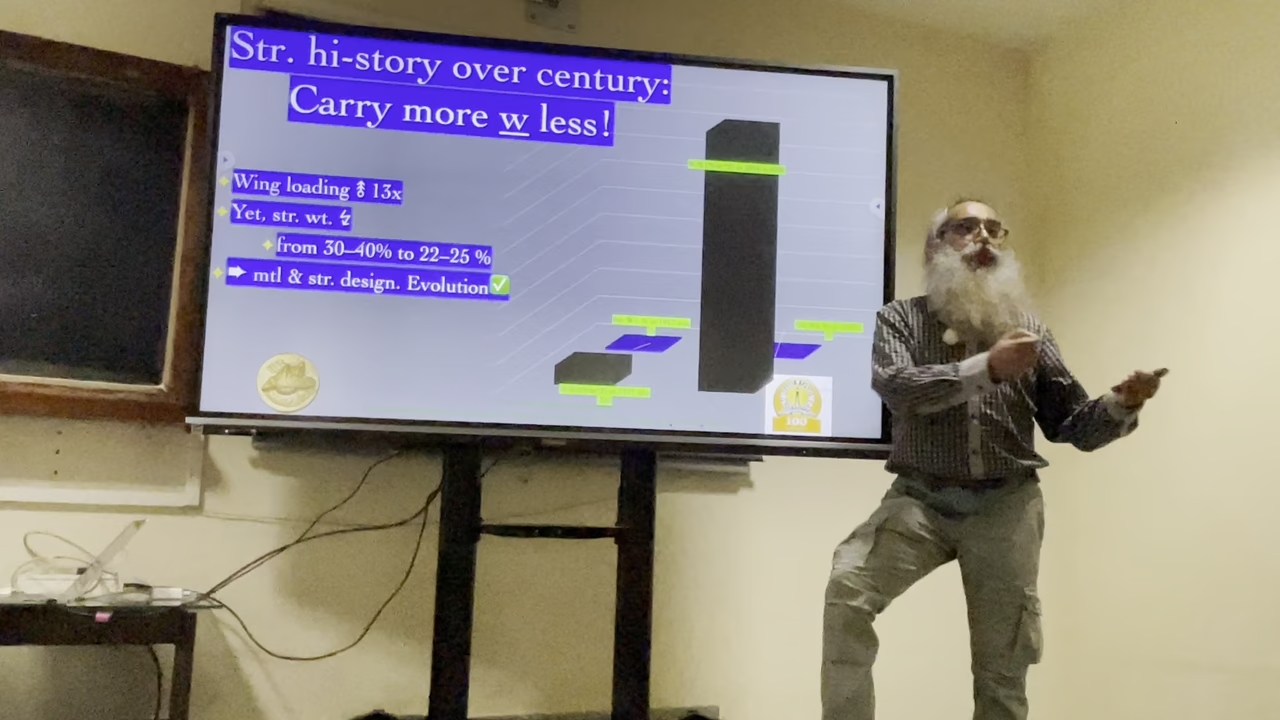 Str. hi-story over century:
Carry more w less!
Wing loading ⇞ 13x
Yet, str. wt. ↯
from 30–40% to 22–25 %
➠ mtl & str. design. Evolution✅
100